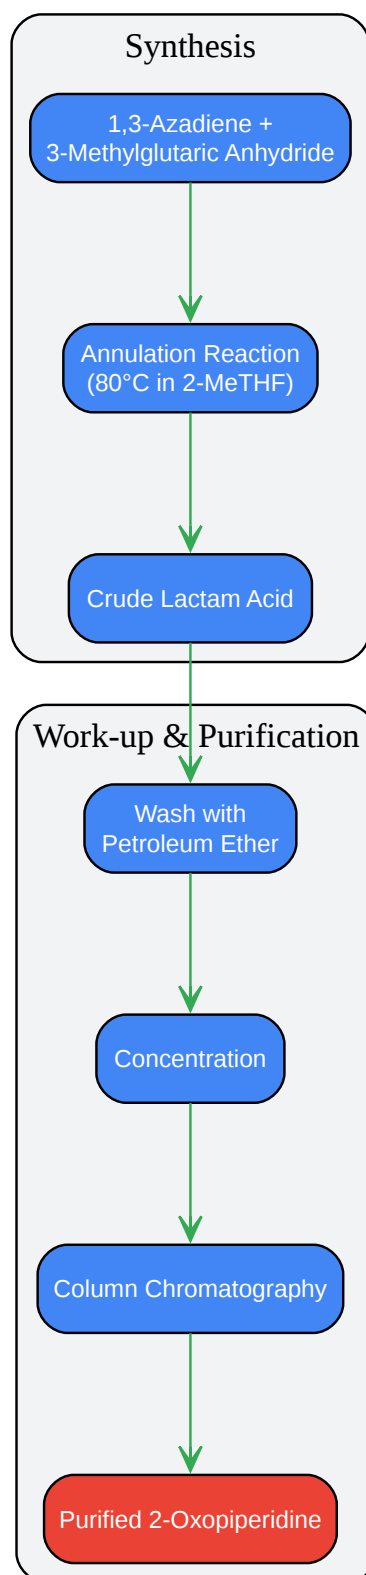 Synthesis
1,3-Azadiene +
3-Methylglutaric Anhydride
Annulation Reaction
(80°C in 2-MeTHF)
Crude Lactam Acid
Work-up & Purification
Wash with
Petroleum Ether
Concentration
Column Chromatography
Purified 2-Oxopiperidine